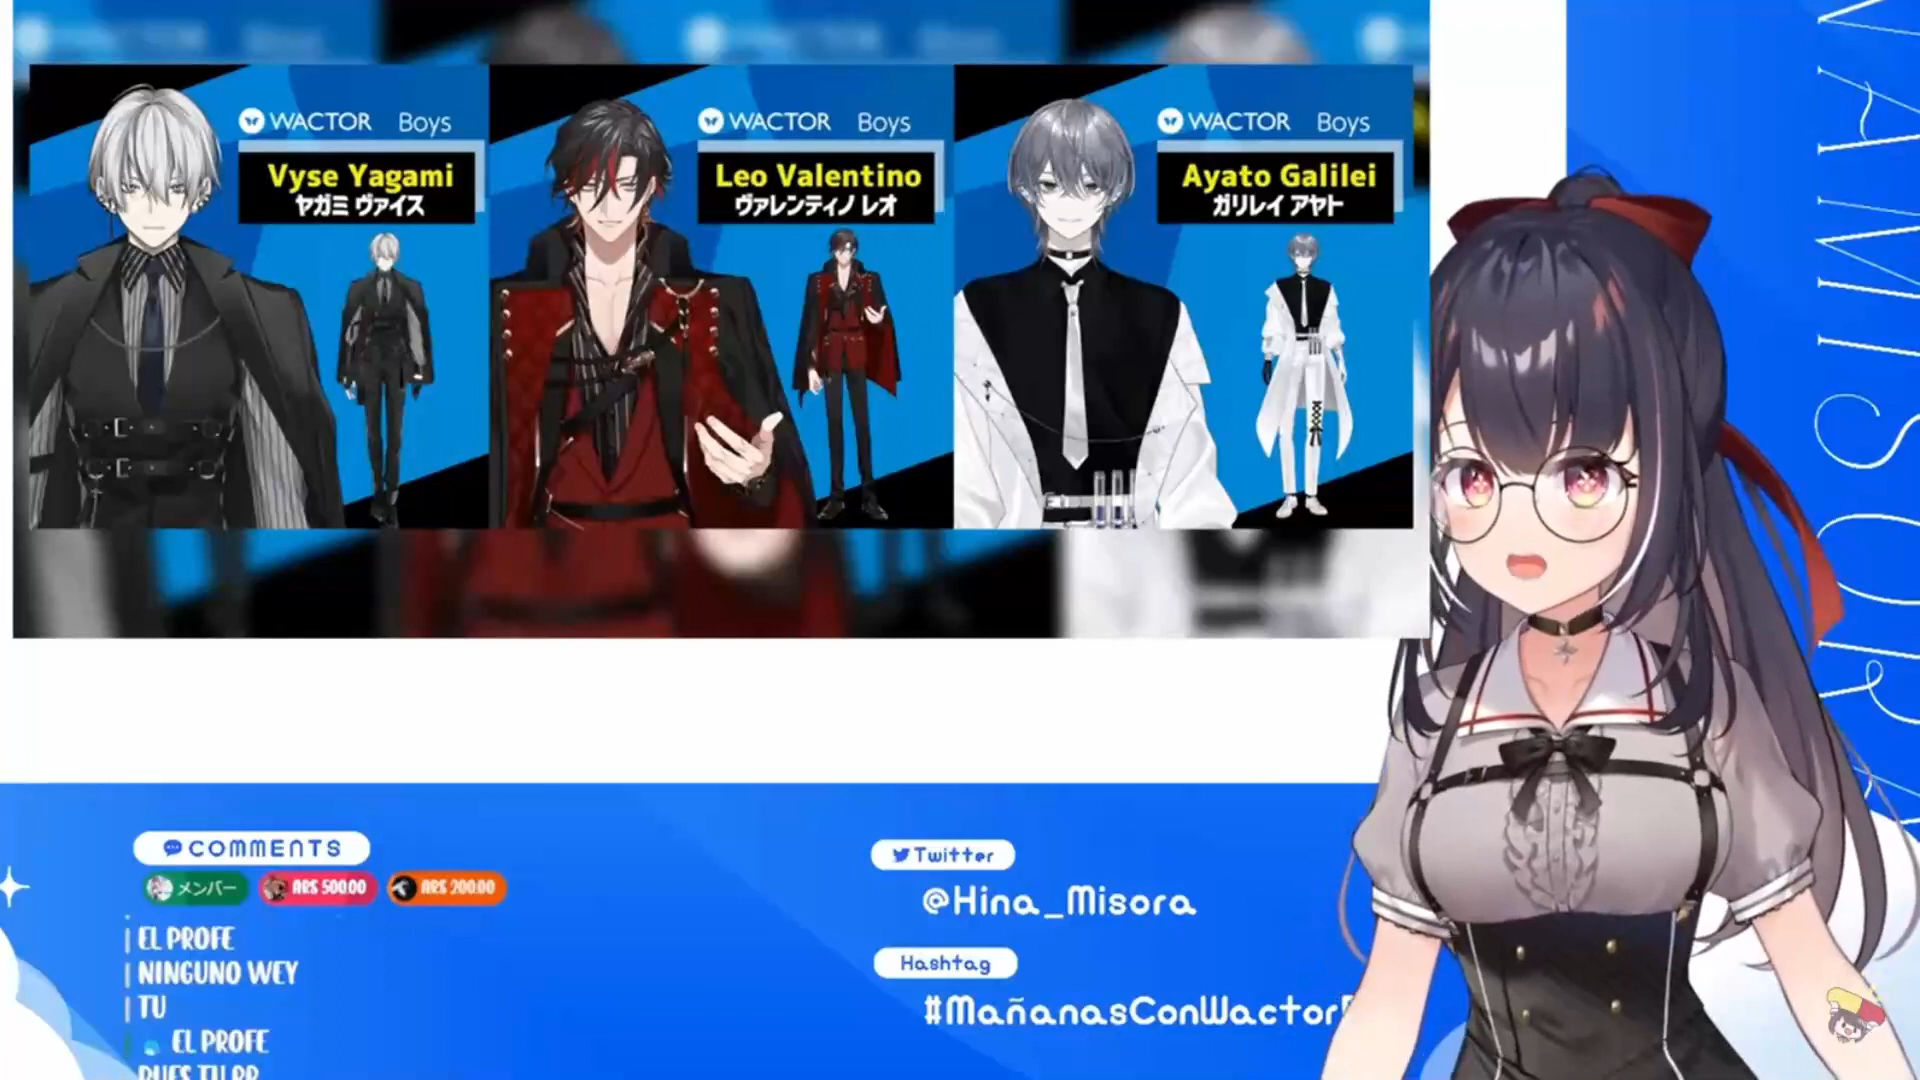 WACTOR Boys
Vyse Yagami
ヤガミ ヴァイス
WACTOR Boys
Leo Valentino
ヴァレンティノ レオ
WACTOR Boys
Ayato Galilei
ガリレイ アヤト
COMMENTS
メンバー
ARS 500.00
ARS 200.00
EL PROFE
NINGUNO WEY
TU
EL PROFE
PUES TU
Twitter
@Hina_Misora
Hashtag
#MañanasConWactor